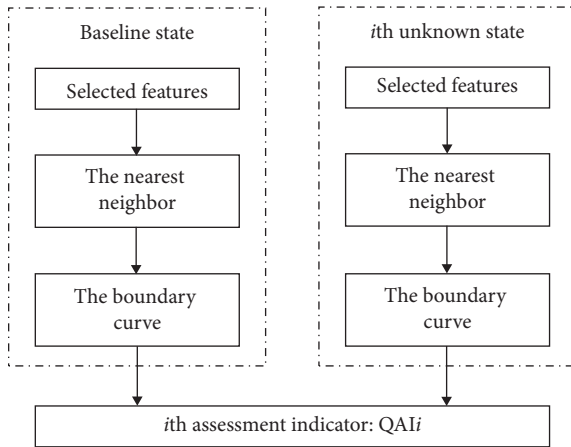 Baseline state
Selected features
The nearest
neighbor
The boundary
curve
ith unknown state
Selected features
The nearest
neighbor
The boundary
curve
ith assessment indicator: QAIi